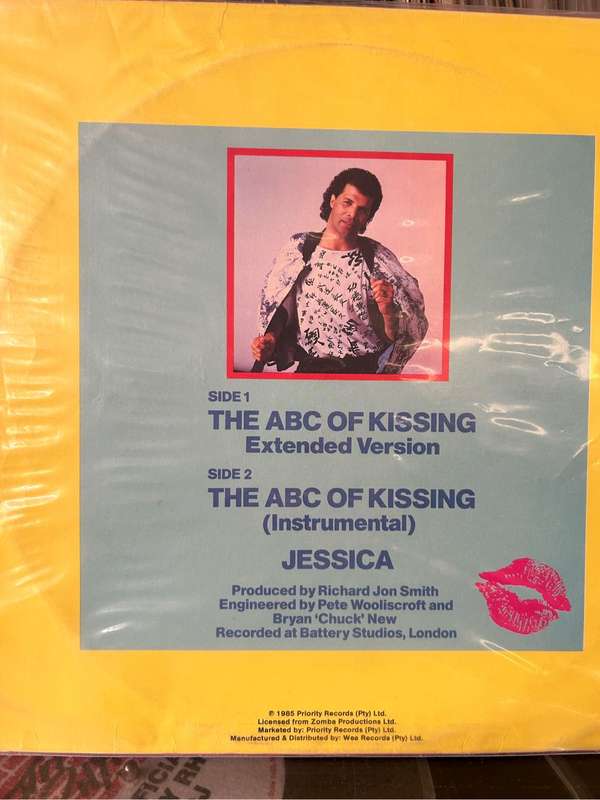 SIDE 1
THE ABC OF KISSING
Extended Version
SIDE 2
THE ABC OF KISSING
(Instrumental)
JESSICA
Produced by Richard Jon Smith
Engineered by Pete Wooliscroft and
Bryan ‘Chuck’ New
Recorded at Battery Studios, London
℗ 1985 Priority Records (Pty) Ltd.
Licensed from Zomba Productions Ltd.
Marketed by: Priority Records (Pty) Ltd.
Manufactured & Distributed by: Wea Records (Pty) Ltd.